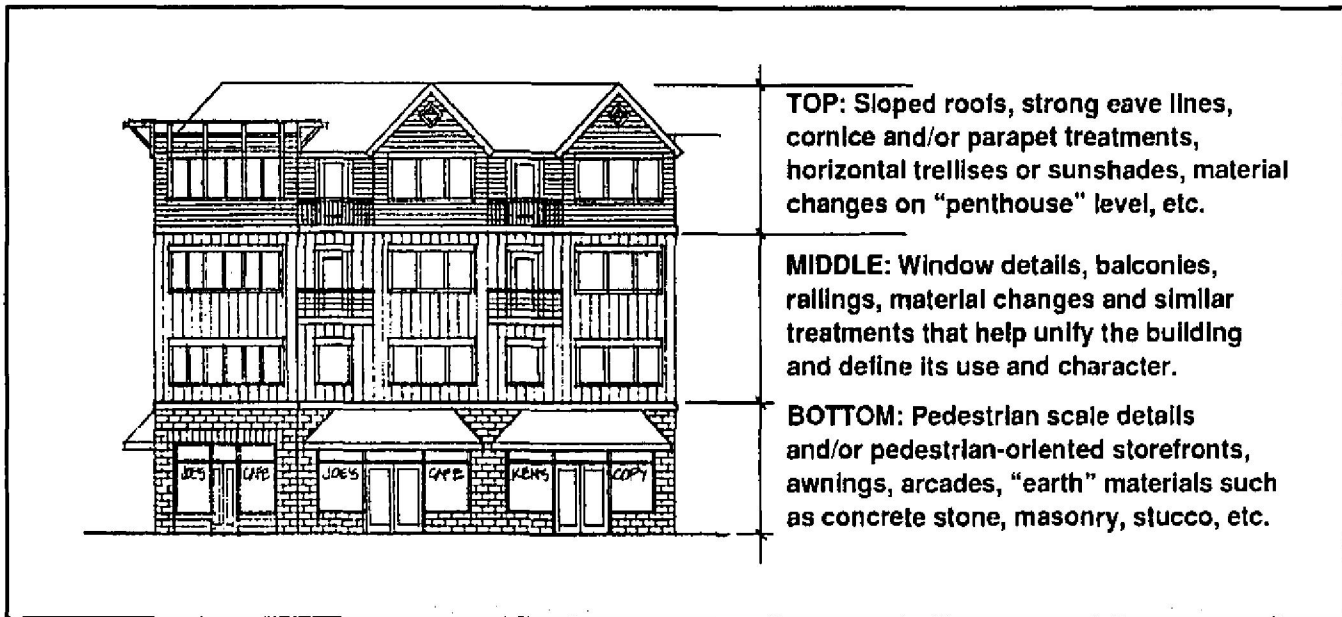 TOP: Sloped roofs, strong eave lines,
cornice and/or parapet treatments,
horizontal trellises or sunshades, material
changes on “penthouse” level, etc.
MIDDLE: Window details, balconies,
railings, material changes and similar
treatments that help unify the building
and define its use and character.
BOTTOM: Pedestrian scale details
and/or pedestrian-oriented storefronts,
awnings, arcades, “earth” materials such
as concrete stone, masonry, stucco, etc.
JOE'S CAFE JOE'S CAFE KEN'S COPY